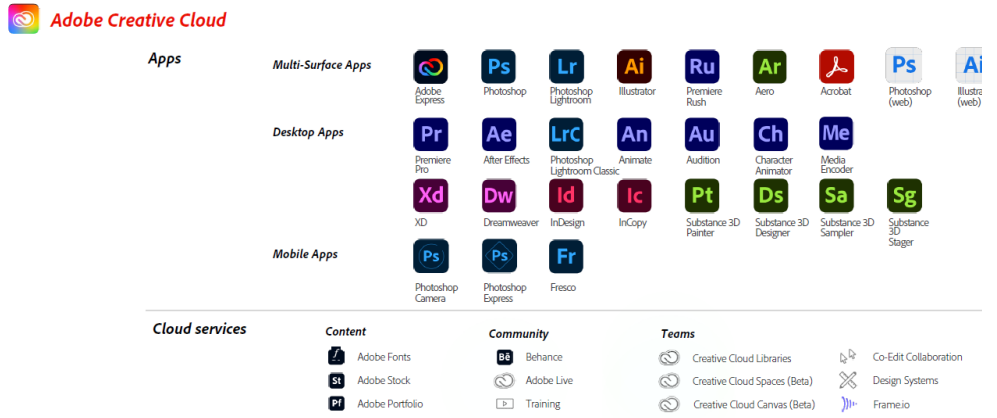 Adobe Creative Cloud
Apps
Multi-Surface Apps
Ps Lr Ai Ru Ar Ps Ai
Adobe Express
Photoshop
Photoshop Lightroom
Illustrator
Premiere Rush
Aero
Acrobat
Photoshop (web)
(web)
Desktop Apps
Pr Ae LrC An Au Ch Me
Premiere Pro
After Effects
Photoshop Lightroom Classic
Animate
Audition
Character Animator
Media Encoder
Xd Dw Id Ic Pt Ds Sa Sg
XD
Dreamweaver
InDesign
InCopy
Substance 3D Painter
Substance 3D Designer
Substance 3D Sampler
Substance 3D Stager
Mobile Apps
Ps Ps Fr
Photoshop Camera
Photoshop Express
Fresco
Cloud services
Content
Community
Teams
f Adobe Fonts
Bē Behance
Creative Cloud Libraries
Co-Edit Collaboration
St Adobe Stock
Adobe Live
Creative Cloud Spaces (Beta)
Design Systems
Pf Adobe Portfolio
Training
Creative Cloud Canvas (Beta)
Frame.io